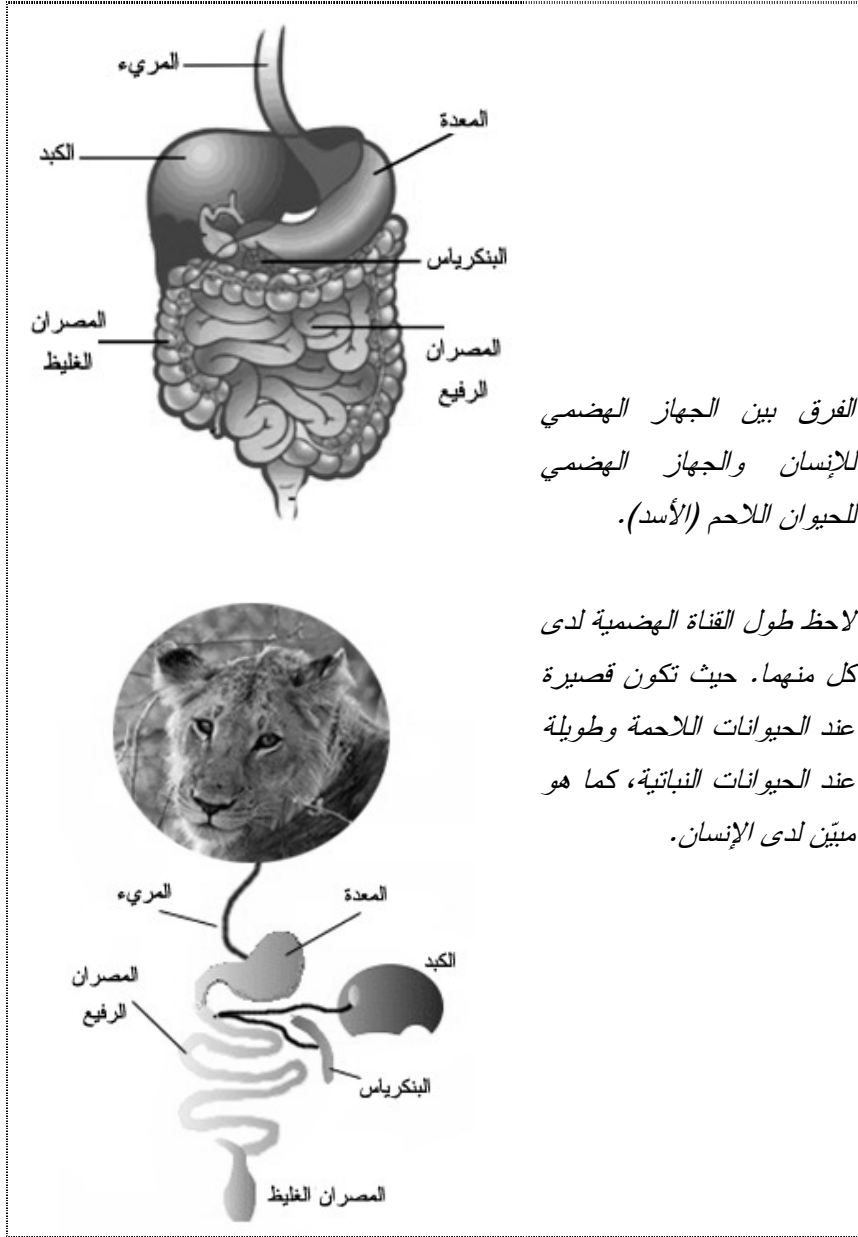 المريء
المعدة
الكبد
البنكرياس
المصران
الغليظ
المصران
الرفيع
الفرق بين الجهاز الهضمي
للإنسان والجهاز الهضمي
للحيوان اللاحم (الأسد).
لاحظ طول القناة الهضمية لدى
كل منهما. حيث تكون قصيرة
عند الحيوانات اللاحمة وطويلة
عند الحيوانات النباتية، كما هو
مبيّن لدى الإنسان.
المريء
المعدة
الكبد
المصران
الرفيع
البنكرياس
المصران الغليظ